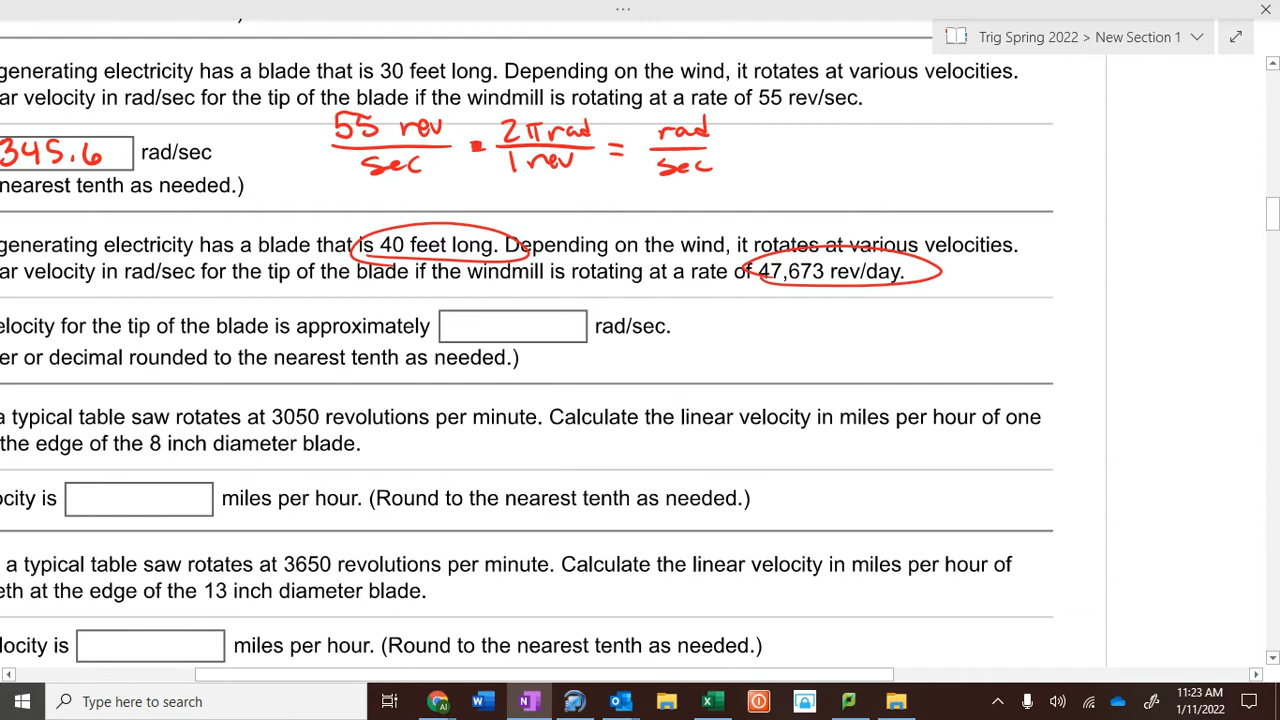 ...
Trig Spring 2022 > New Section 1
generating electricity has a blade that is 30 feet long. Depending on the wind, it rotates at various velocities.
ar velocity in rad/sec for the tip of the blade if the windmill is rotating at a rate of 55 rev/sec.
55 rev / sec · 2π rad / 1 rev = rad / sec
345.6 rad/sec
nearest tenth as needed.)
generating electricity has a blade that is 40 feet long. Depending on the wind, it rotates at various velocities.
ar velocity in rad/sec for the tip of the blade if the windmill is rotating at a rate of 47,673 rev/day.
elocity for the tip of the blade is approximately rad/sec.
er or decimal rounded to the nearest tenth as needed.)
a typical table saw rotates at 3050 revolutions per minute. Calculate the linear velocity in miles per hour of one
the edge of the 8 inch diameter blade.
ocity is miles per hour. (Round to the nearest tenth as needed.)
a typical table saw rotates at 3650 revolutions per minute. Calculate the linear velocity in miles per hour of
eth at the edge of the 13 inch diameter blade.
locity is miles per hour. (Round to the nearest tenth as needed.)
Type here to search
11:23 AM
1/11/2022